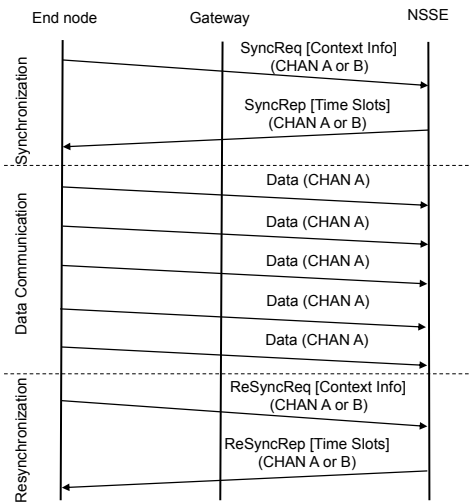 End node
Gateway
NSSE
Synchronization
SyncReq [Context Info]
(CHAN A or B)
SyncRep [Time Slots]
(CHAN A or B)
Data Communication
Data (CHAN A)
Data (CHAN A)
Data (CHAN A)
Data (CHAN A)
Data (CHAN A)
Resynchronization
ReSyncReq [Context Info]
(CHAN A or B)
ReSyncRep [Time Slots]
(CHAN A or B)